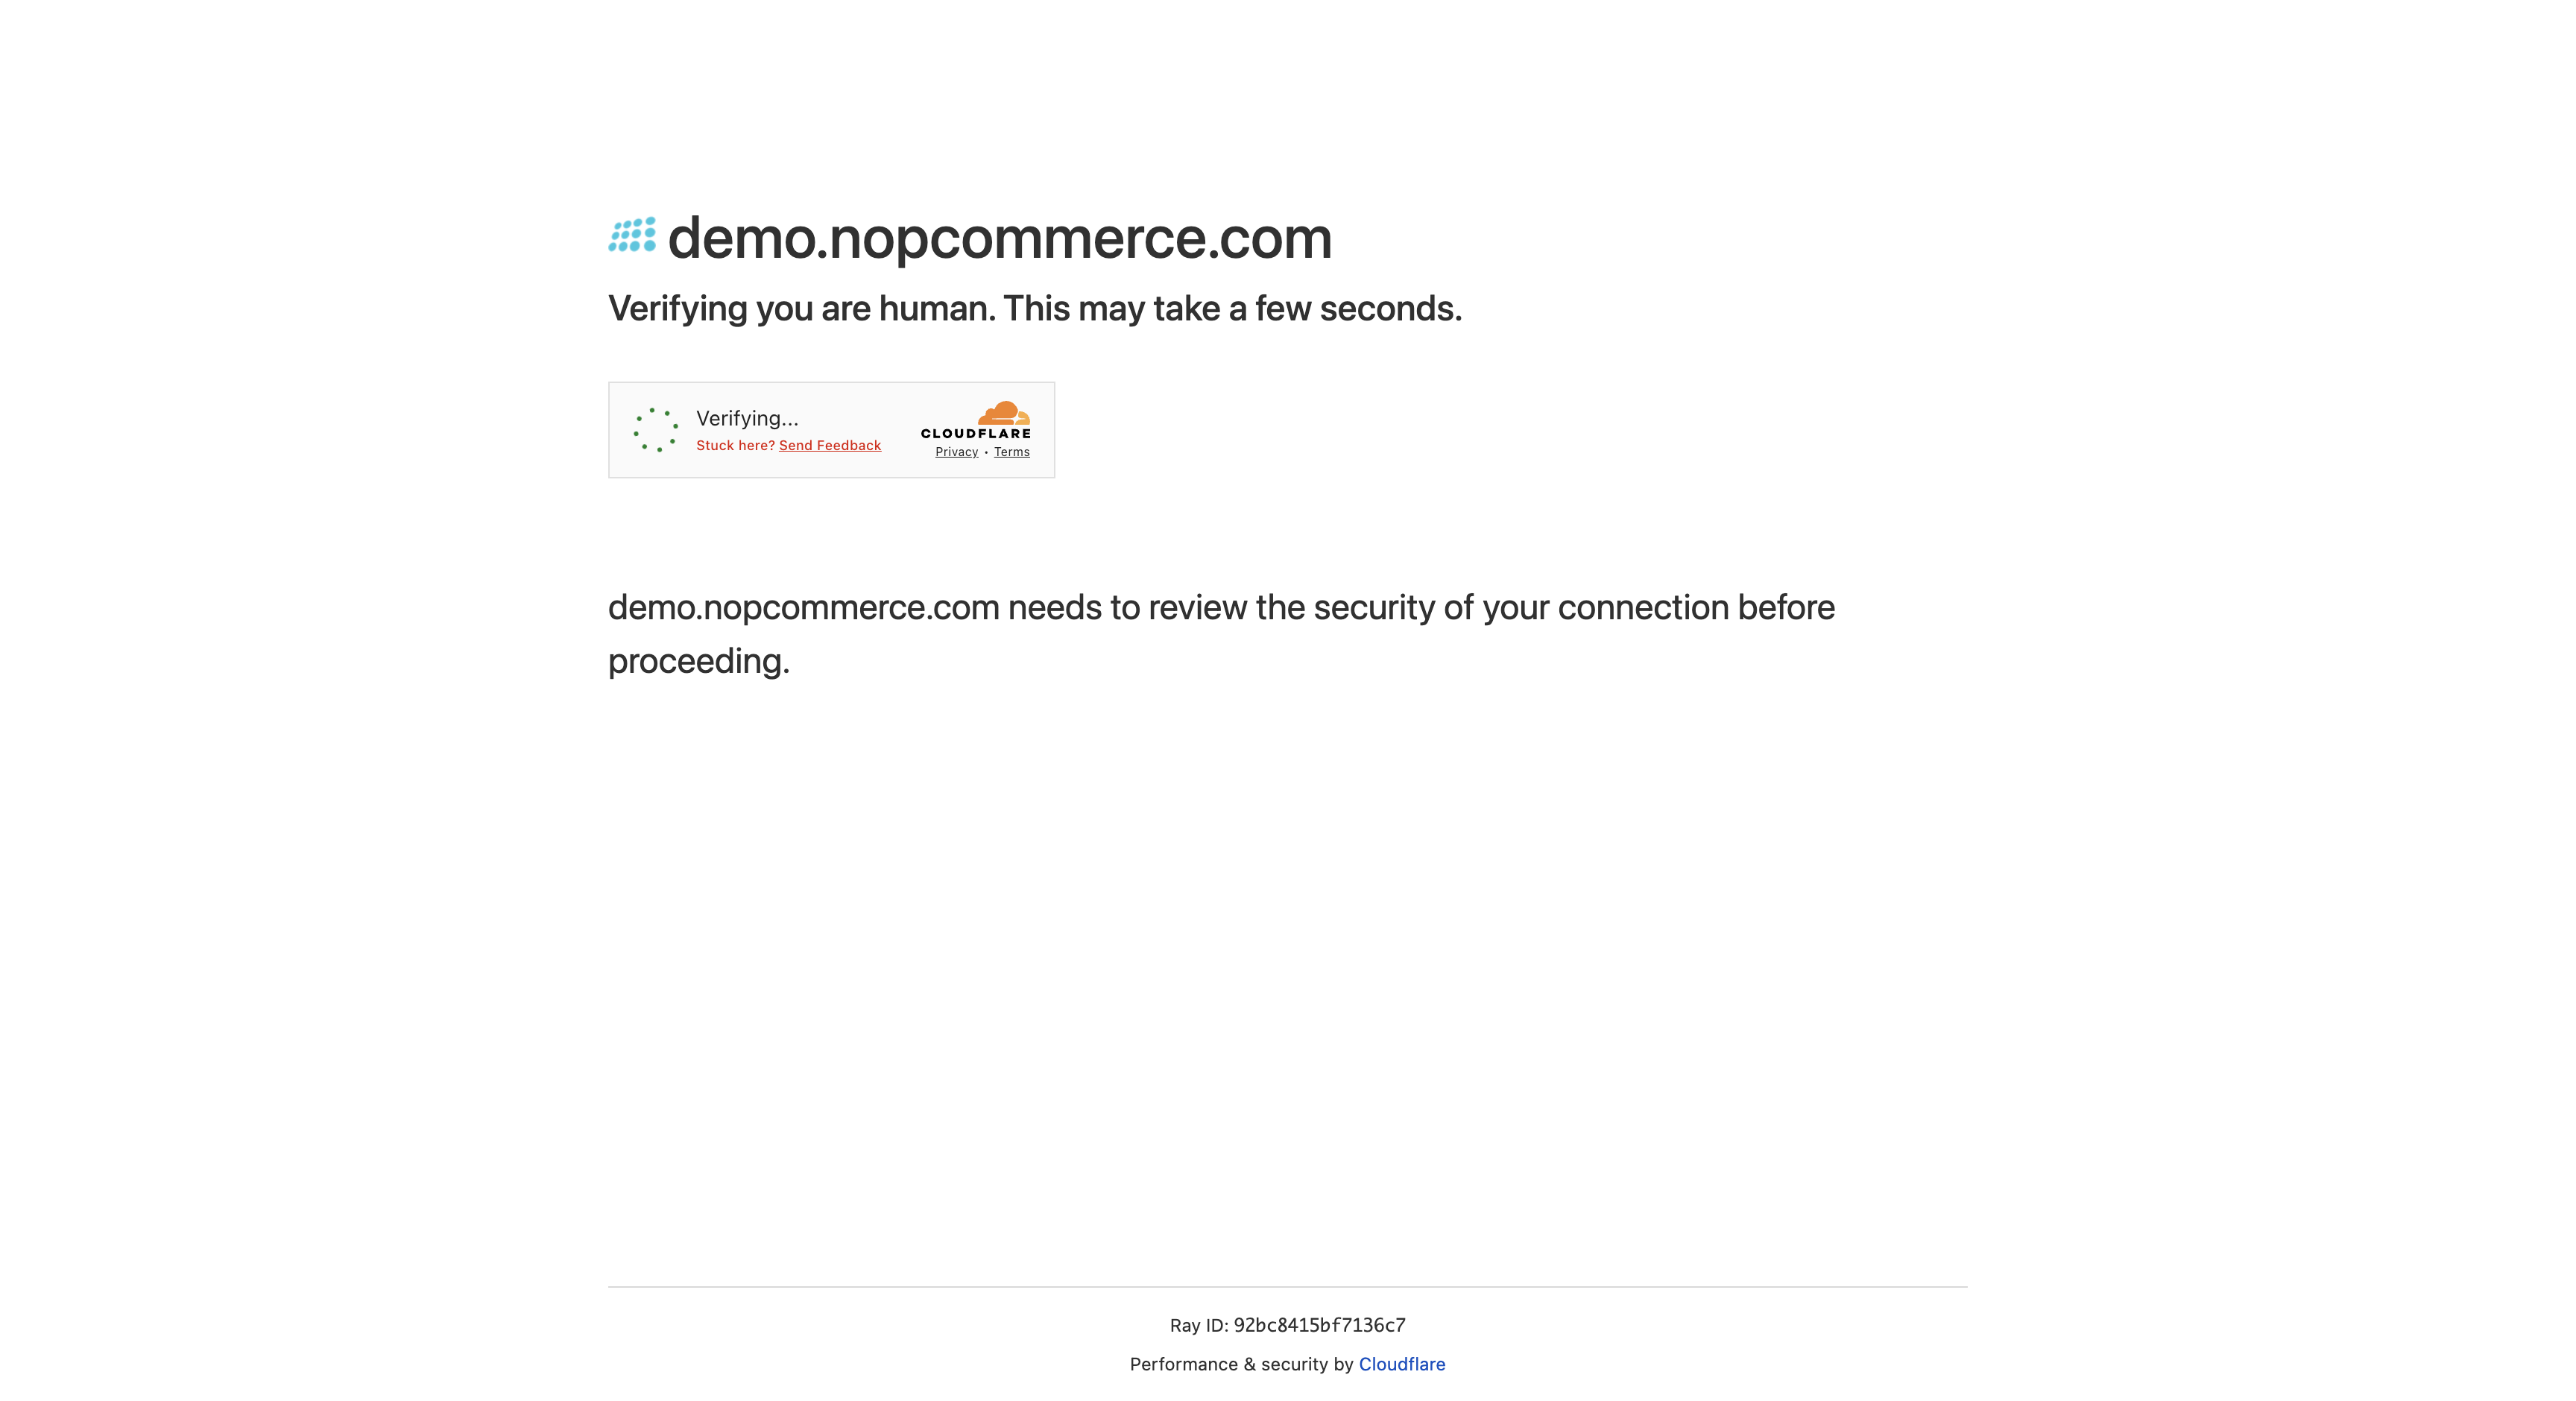 demo.nopcommerce.com
Verifying you are human. This may take a few seconds.
Verifying...
Stuck here? Send Feedback
CLOUDFLARE
Privacy • Terms
demo.nopcommerce.com needs to review the security of your connection before
proceeding.
Ray ID: 92bc8415bf7136c7
Performance & security by Cloudflare